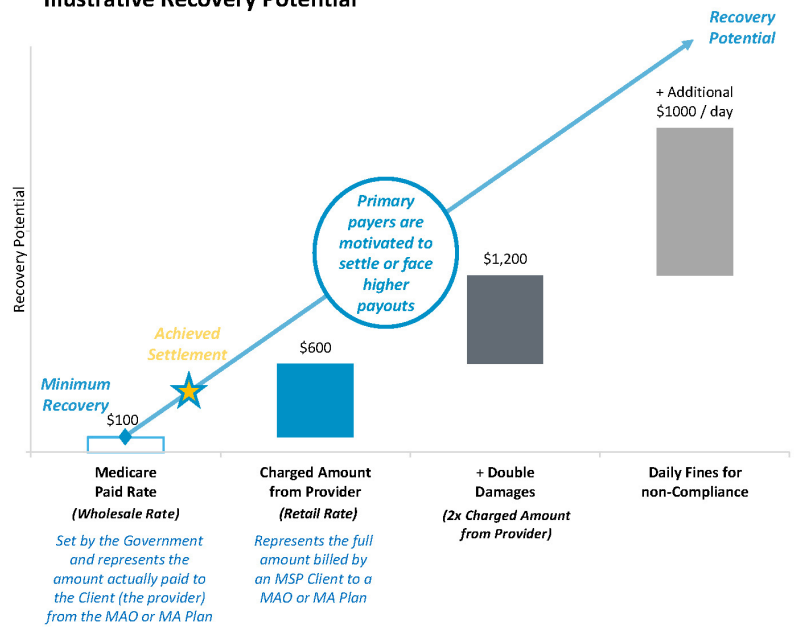 Illustrative Recovery Potential
Recovery
Potential
+ Additional
$1000 / day
Primary
payers are
motivated to
settle or face
higher
payouts
$1,200
Recovery Potential
Achieved
Settlement
$600
Minimum
Recovery
$100
Medicare
Paid Rate
(Wholesale Rate)
Set by the Government
and represents the
amount actually paid to
the Client (the provider)
from the MAO or MA Plan
Charged Amount
from Provider
(Retail Rate)
Represents the full
amount billed by
an MSP Client to a
MAO or MA Plan
+ Double
Damages
(2x Charged Amount
from Provider)
Daily Fines for
non-Compliance